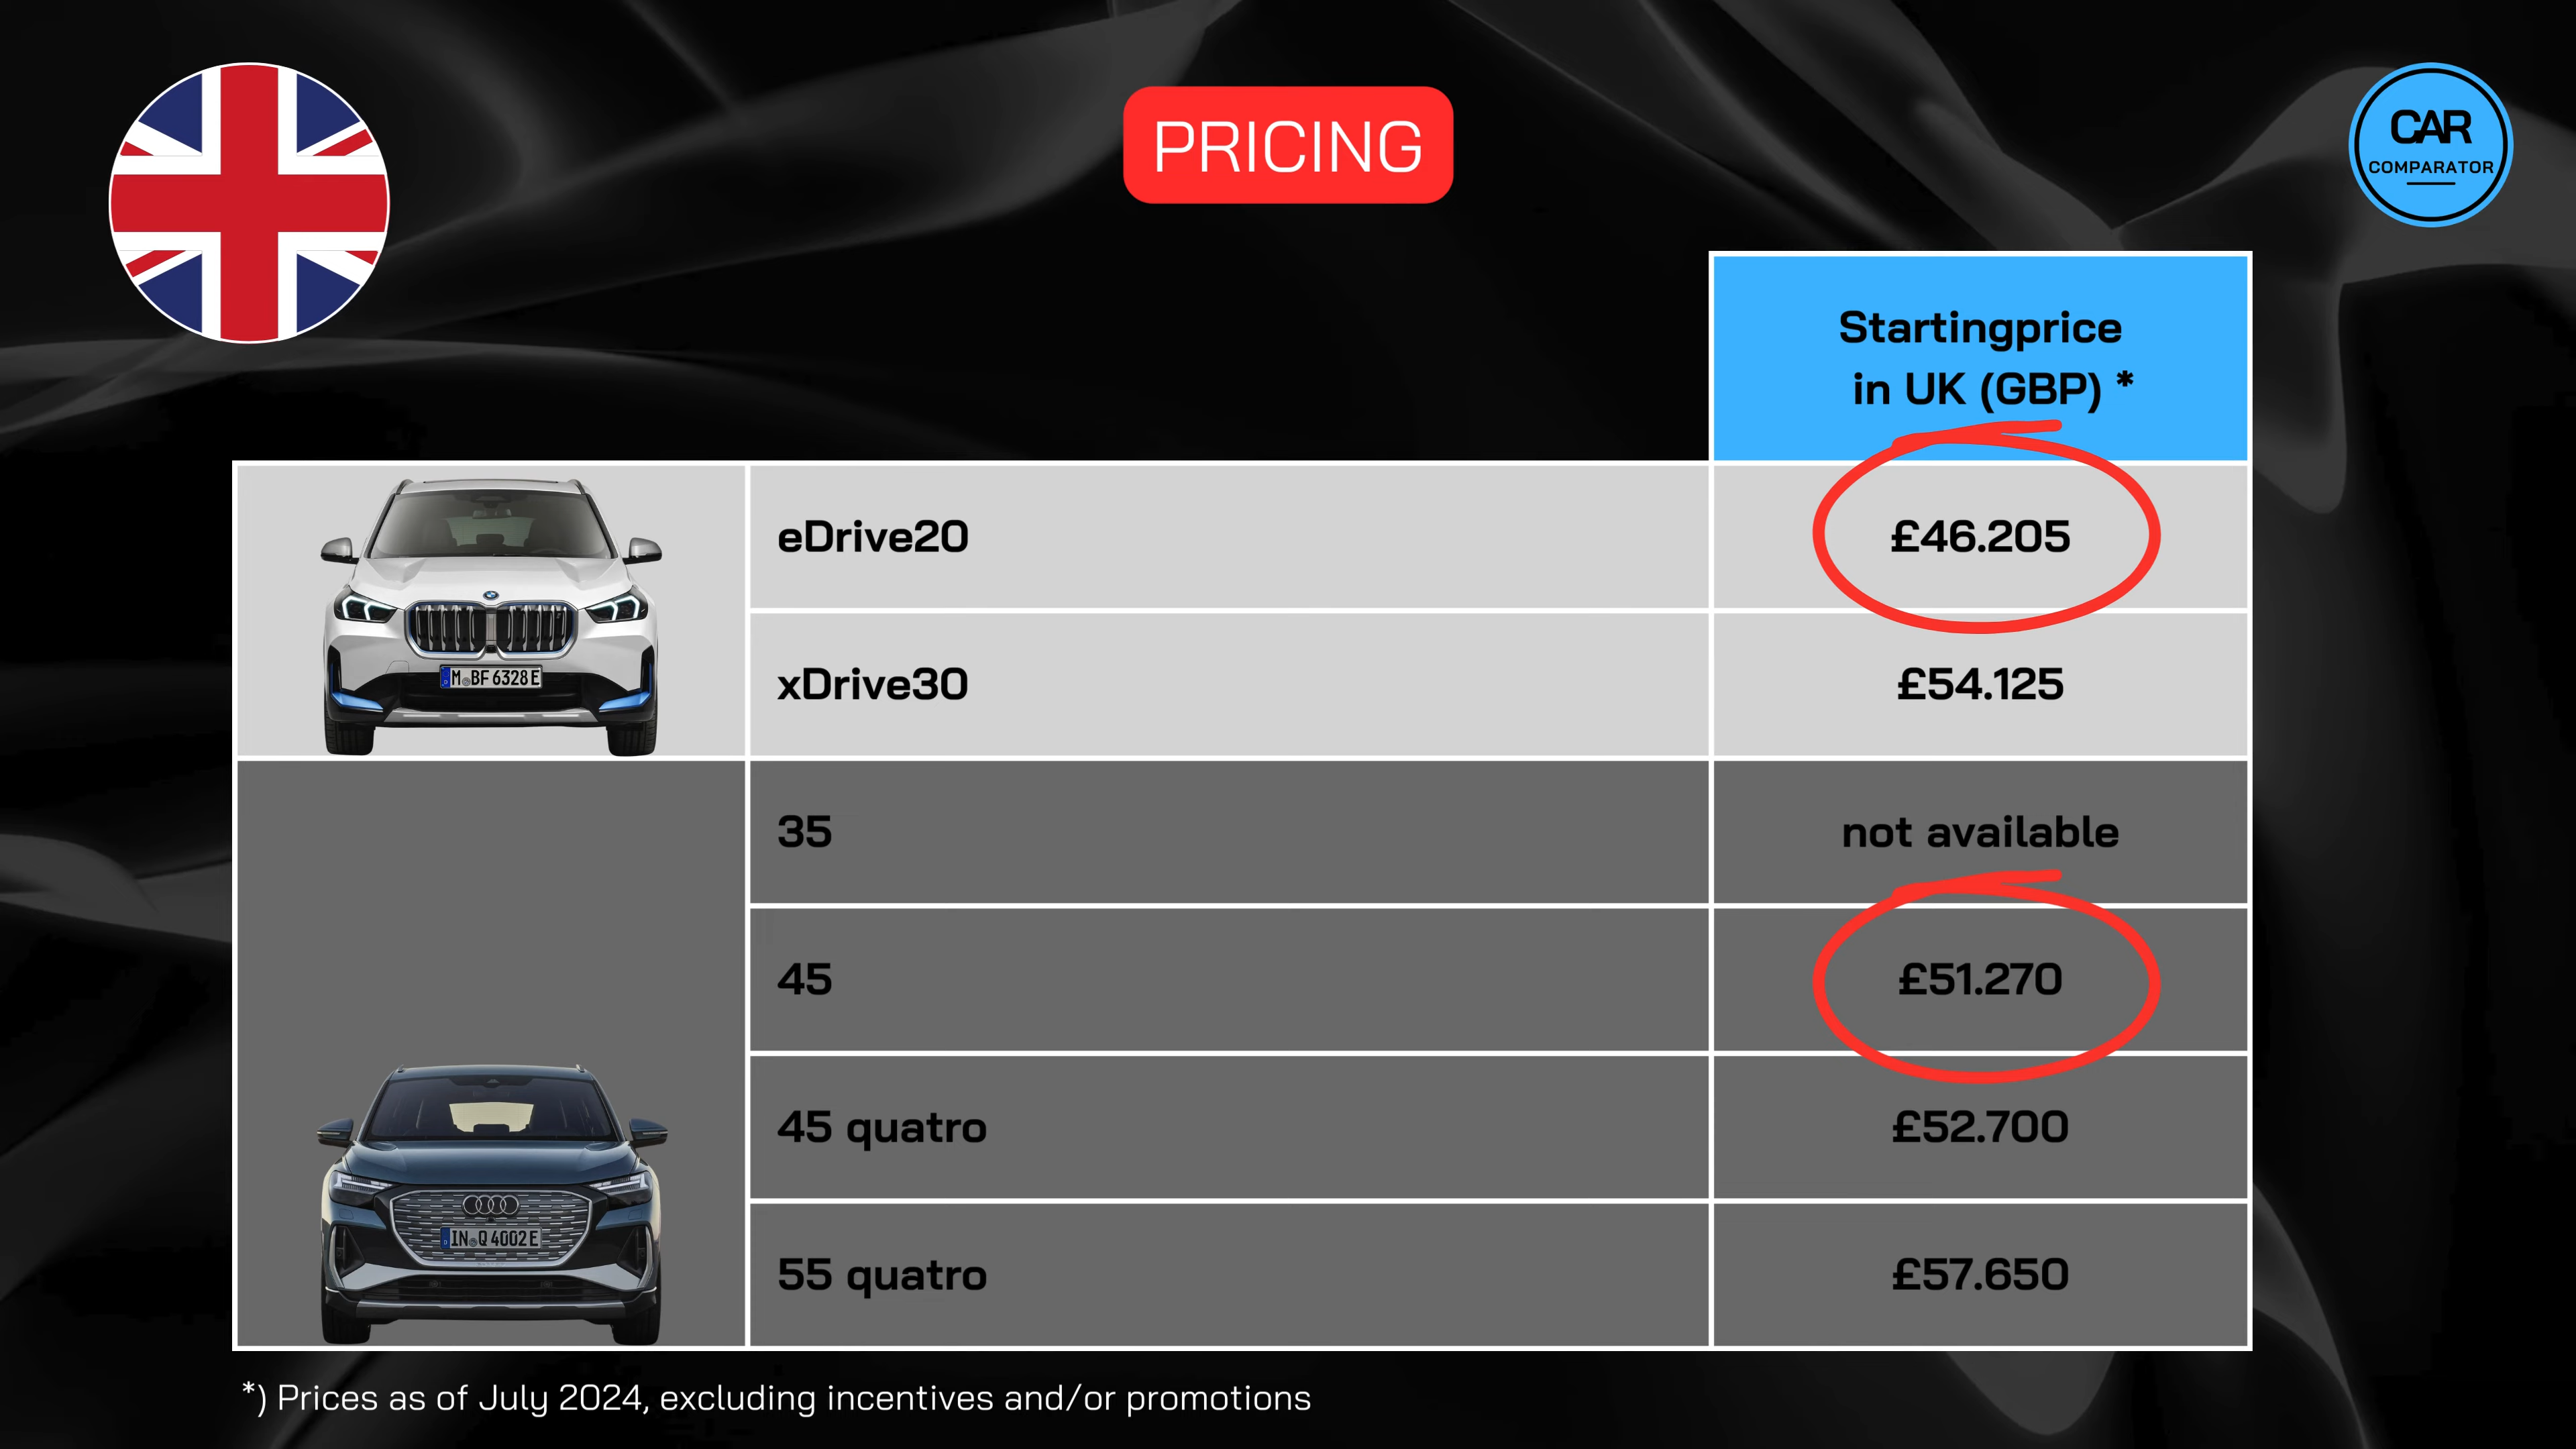 PRICING
CAR
COMPARATOR
Startingprice
in UK (GBP) *
eDrive20
£46.205
xDrive30
£54.125
M BF 6328 E
35
not available
45
£51.270
45 quatro
£52.700
IN Q 4002 E
55 quatro
£57.650
*) Prices as of July 2024, excluding incentives and/or promotions